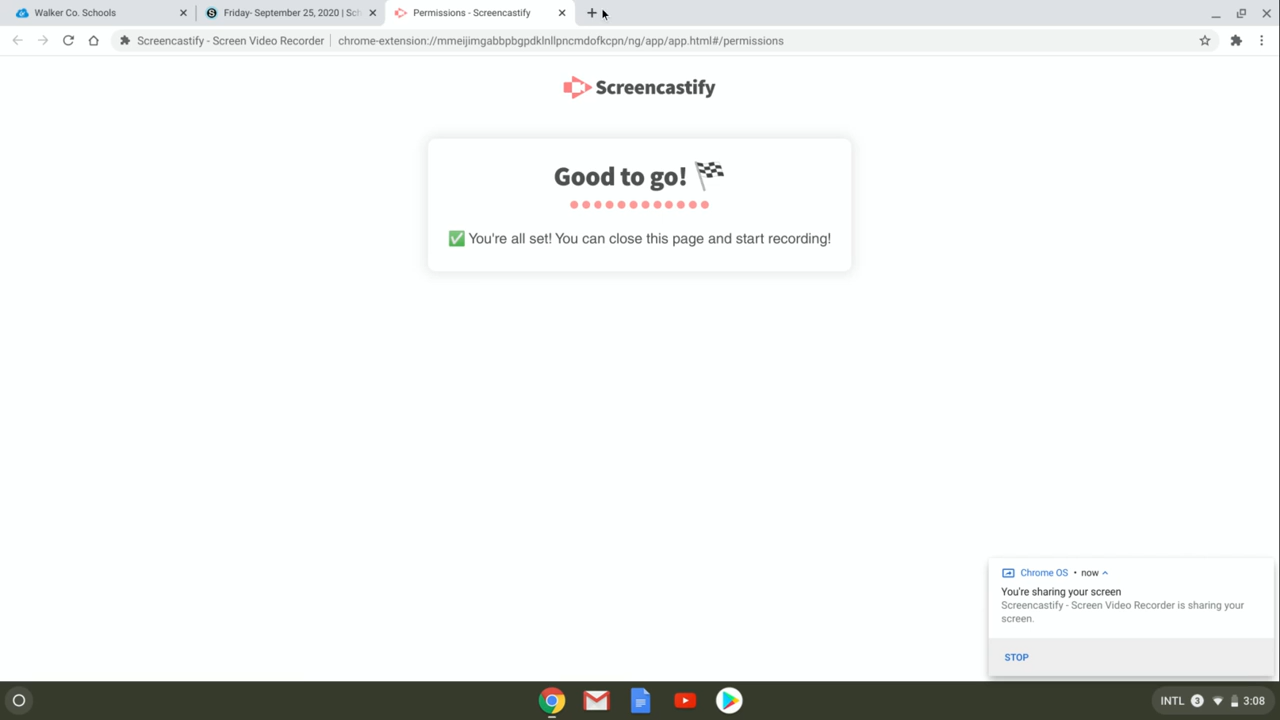 Walker Co. Schools
Friday- September 25, 2020 | Sch
Permissions - Screencastify
Screencastify - Screen Video Recorder
chrome-extension://mmeijimgabbpbgpdklnllpncmdofkcpn/ng/app/app.html#/permissions
Screencastify
Good to go!
You're all set! You can close this page and start recording!
Chrome OS • now
You're sharing your screen
Screencastify - Screen Video Recorder is sharing your
screen.
STOP
INTL 3 3:08